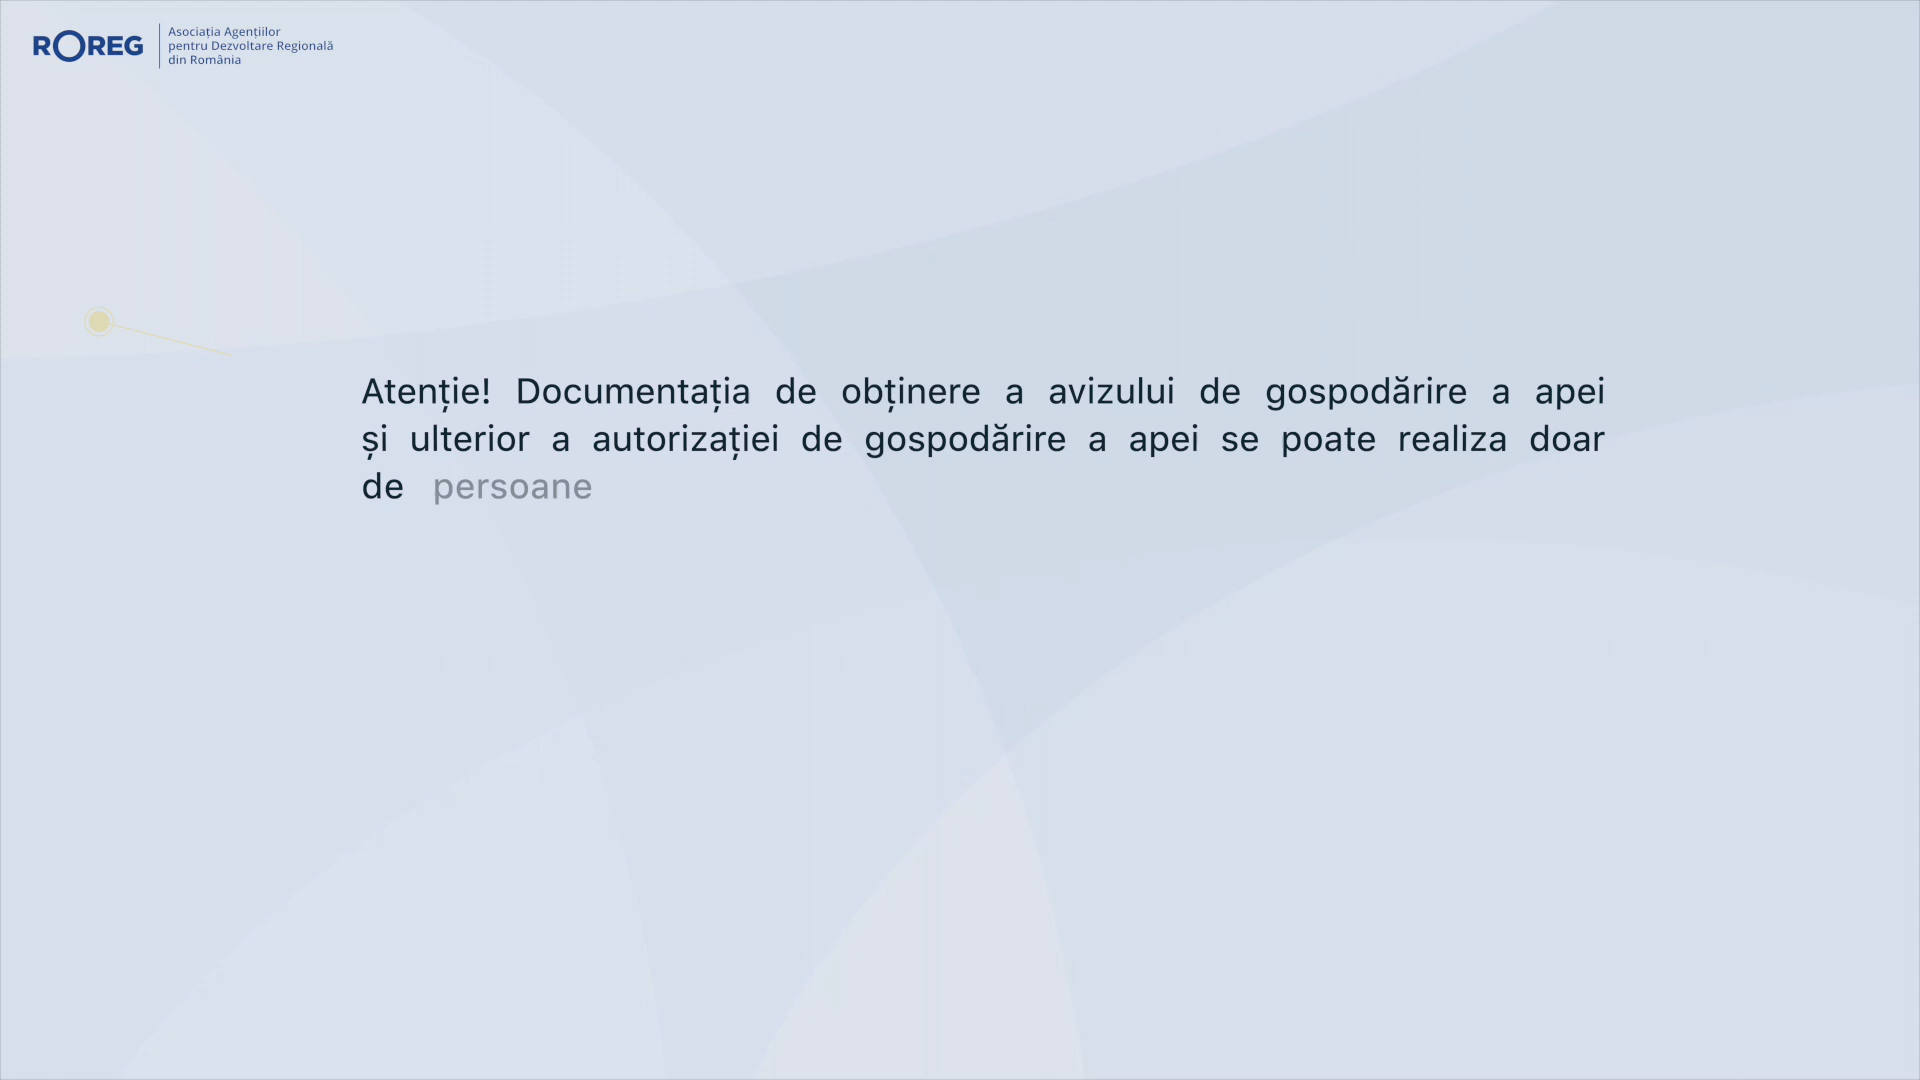 ROREG
Asociația Agențiilor
pentru Dezvoltare Regională
din România
Atenție! Documentația de obținere a avizului de gospodărire a apei
și ulterior a autorizației de gospodărire a apei se poate realiza doar
de persoane